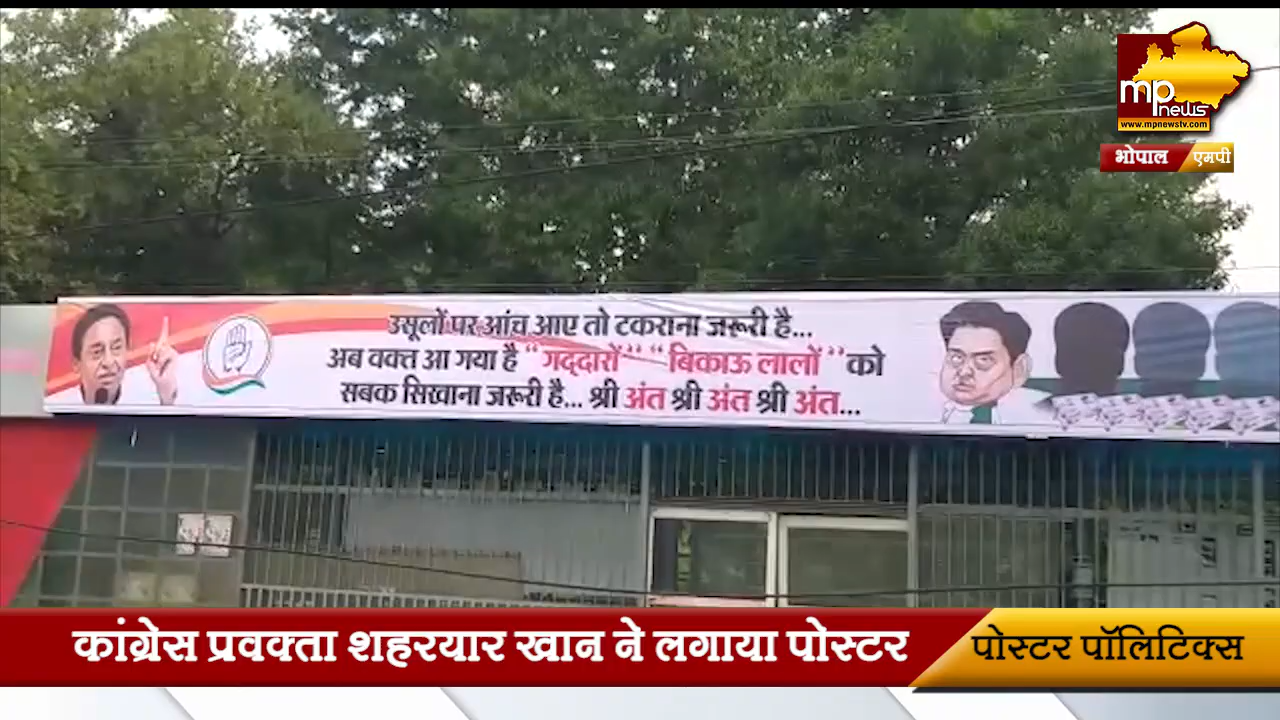 mp
news
www.mpnewstv.com
भोपाल एमपी
उसूलों पर आंच आए तो टकराना जरूरी है...
अब वक्त आ गया है “गद्दारों” “बिकाऊ लालों” को
सबक सिखाना जरूरी है... श्री अंत श्री अंत श्री अंत...
कांग्रेस प्रवक्ता शहरयार खान ने लगाया पोस्टर
पोस्टर पॉलिटिक्स